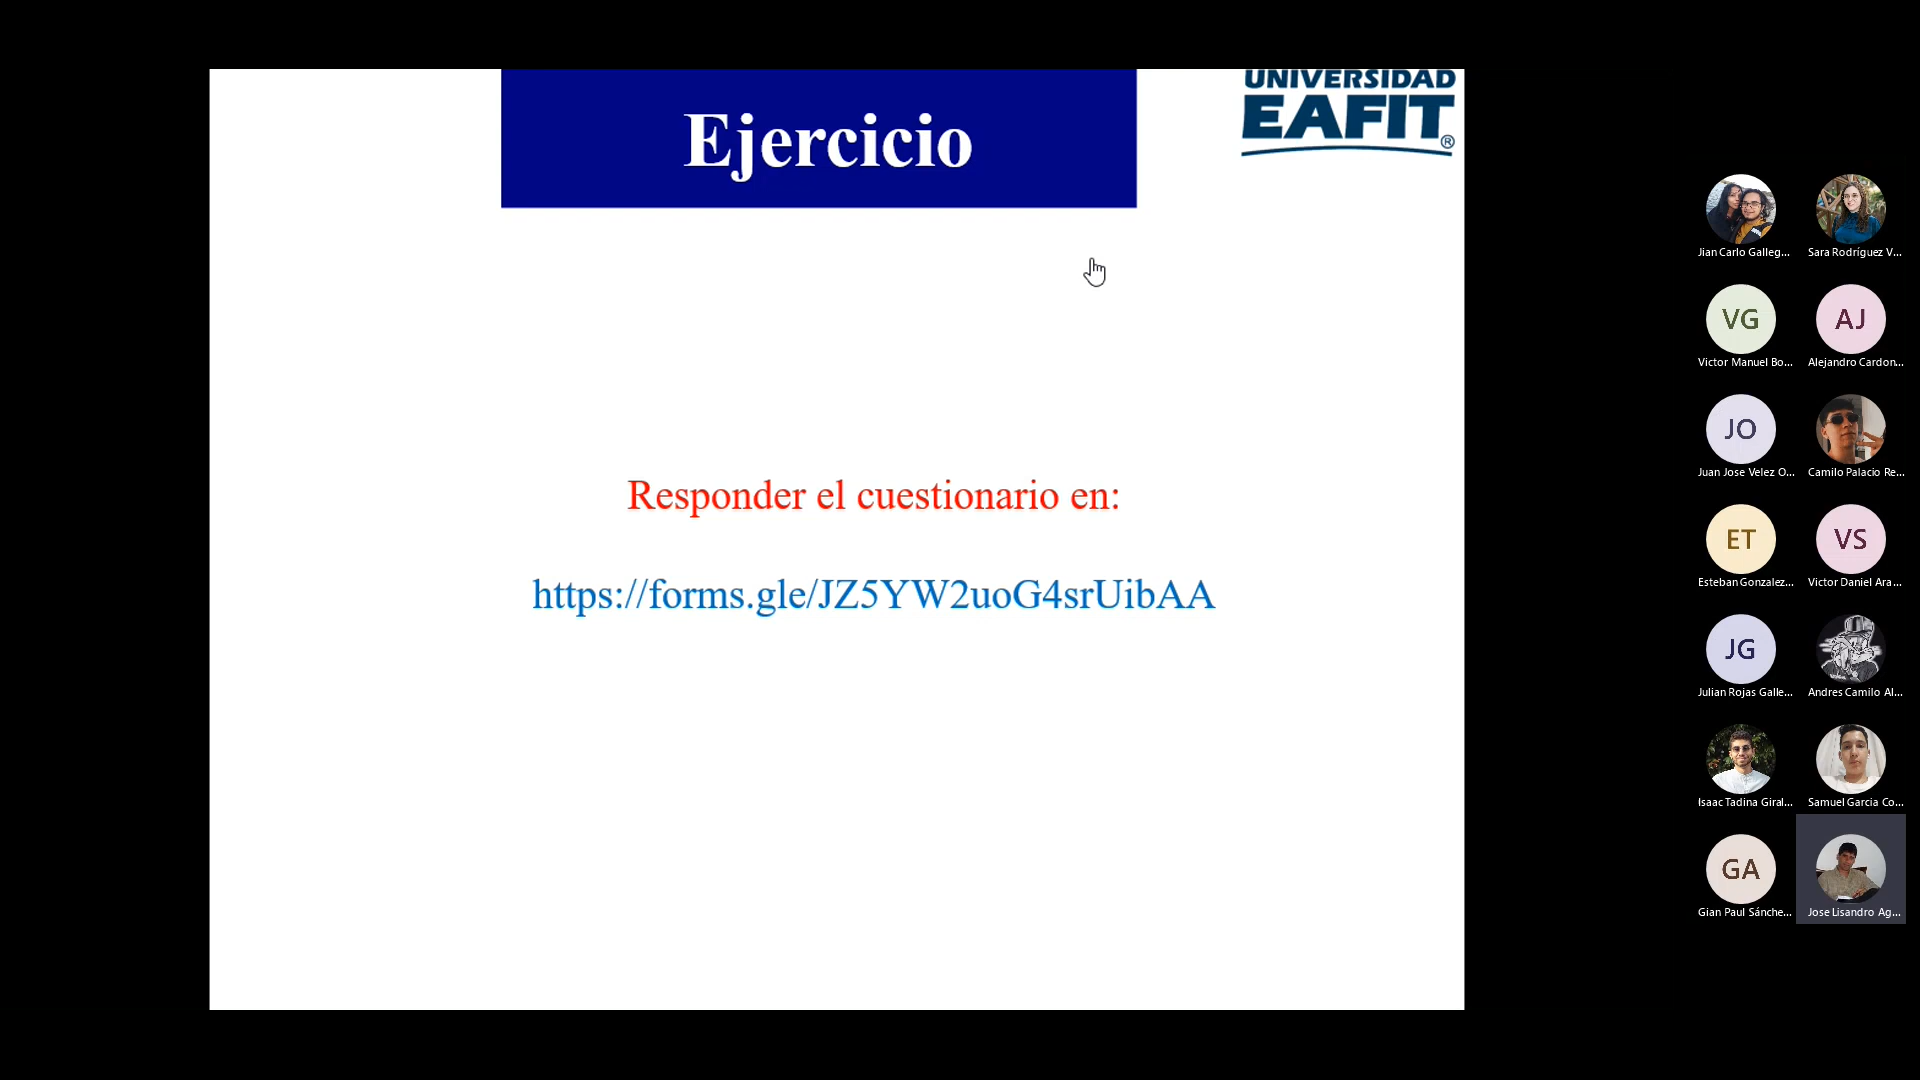 Ejercicio
UNIVERSIDAD
EAFIT®
Responder el cuestionario en:
https://forms.gle/JZ5YW2uoG4srUibAA
Jian Carlo Galleg...
Sara Rodríguez V...
VG
AJ
Victor Manuel Bo...
Alejandro Cardon...
JO
Juan Jose Velez O...
Camilo Palacio Re...
ET
VS
Esteban Gonzalez...
Victor Daniel Ara...
JG
Julian Rojas Galle...
Andres Camilo Al...
Isaac Tadina Giral...
Samuel Garcia Co...
GA
Gian Paul Sánche...
Jose Lisandro Ag...